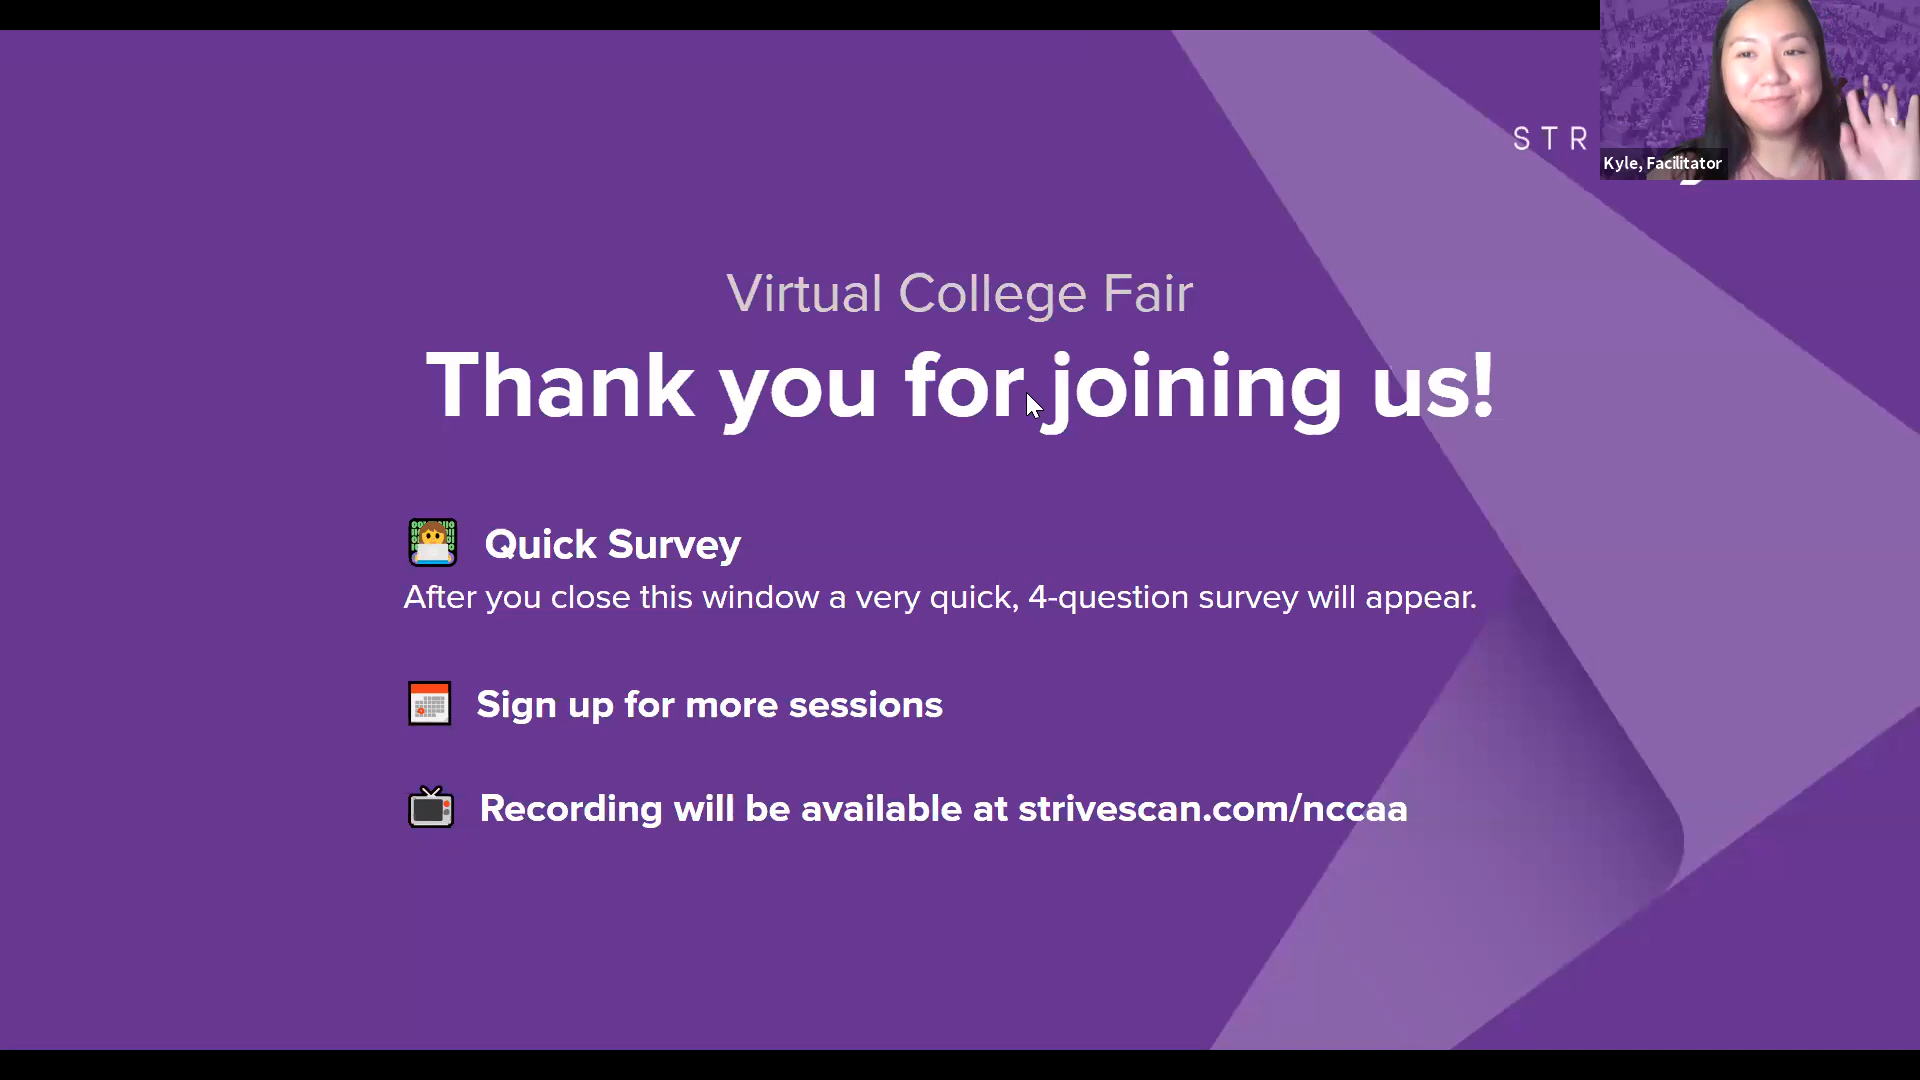 STR
Kyle, Facilitator
Virtual College Fair
Thank you for joining us!
Quick Survey
After you close this window a very quick, 4-question survey will appear.
Sign up for more sessions
Recording will be available at strivescan.com/nccaa